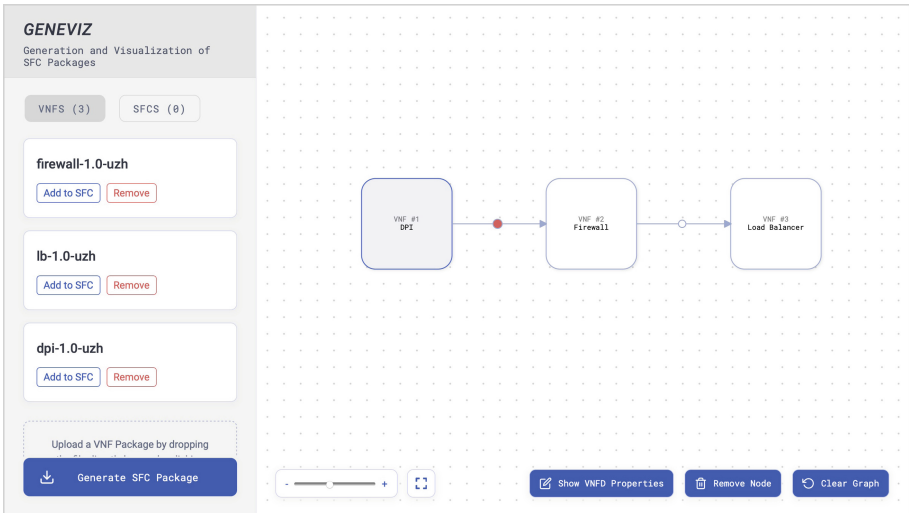 GENEVIZ
Generation and Visualization of
SFC Packages
VNFS (3)
SFCS (0)
firewall-1.0-uzh
Add to SFC
Remove
lb-1.0-uzh
Add to SFC
Remove
dpi-1.0-uzh
Add to SFC
Remove
Upload a VNF Package by dropping
Generate SFC Package
VNF #1
DPI
VNF #2
Firewall
VNF #3
Load Balancer
-
+
Show VNFD Properties
Remove Node
Clear Graph